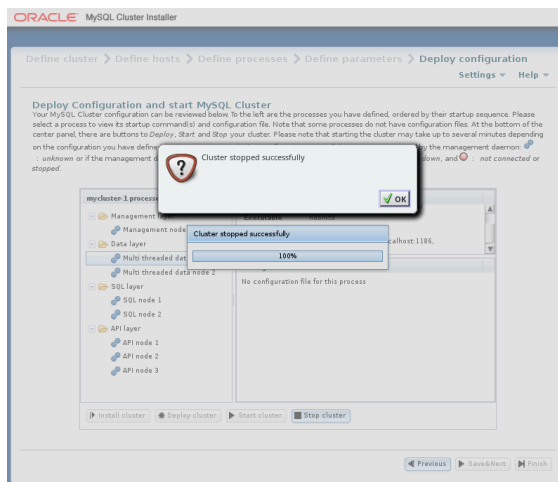 ORACLE MySQL Cluster Installer
Define cluster Define hosts Define processes Define parameters Deploy configuration
Settings Help
Deploy Configuration and start MySQL Cluster
Your MySQL Cluster configuration can be reviewed below. To the left are the processes you have defined, ordered by their startup sequence. Please
select a process to view its startup command(s) and configuration file. Note that some processes do not have configuration files. At the bottom of the
center panel, there are buttons to Deploy, Start and Stop your cluster. Please note that starting the cluster may take up to several minutes depending
on the configuration you have define by the management daemon:
: unknown or if the management d down, and : not connected or
stopped.
Cluster stopped successfully
OK
mycluster-1 processe
Management layer
Management node
Data layer
Multi threaded dat
Multi threaded data node 2
SQL layer
SQL node 1
SQL node 2
API layer
API node 1
API node 2
API node 3
Executable
calhost:1186,
Cluster stopped successfully
100%
No configuration file for this process
Install cluster Deploy cluster Start cluster Stop cluster
Previous Save&Next Finish